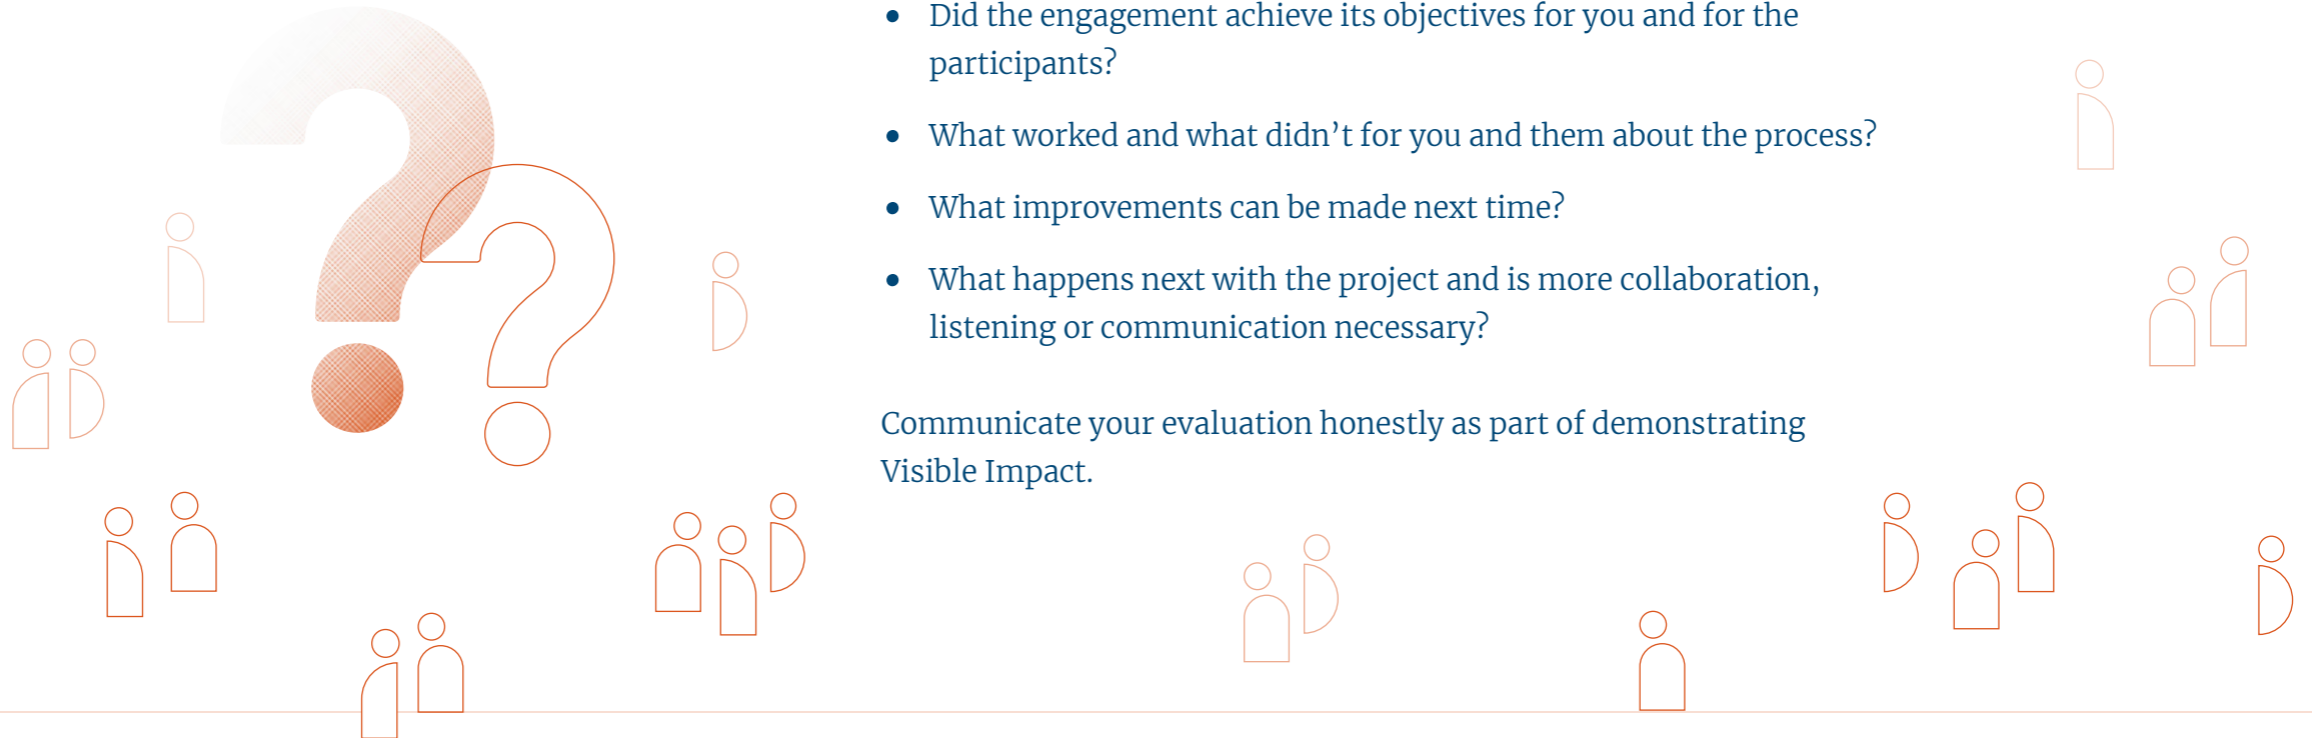 • Did the engagement achieve its objectives for you and for the
participants?
• What worked and what didn’t for you and them about the process?
• What improvements can be made next time?
• What happens next with the project and is more collaboration,
listening or communication necessary?
Communicate your evaluation honestly as part of demonstrating
Visible Impact.